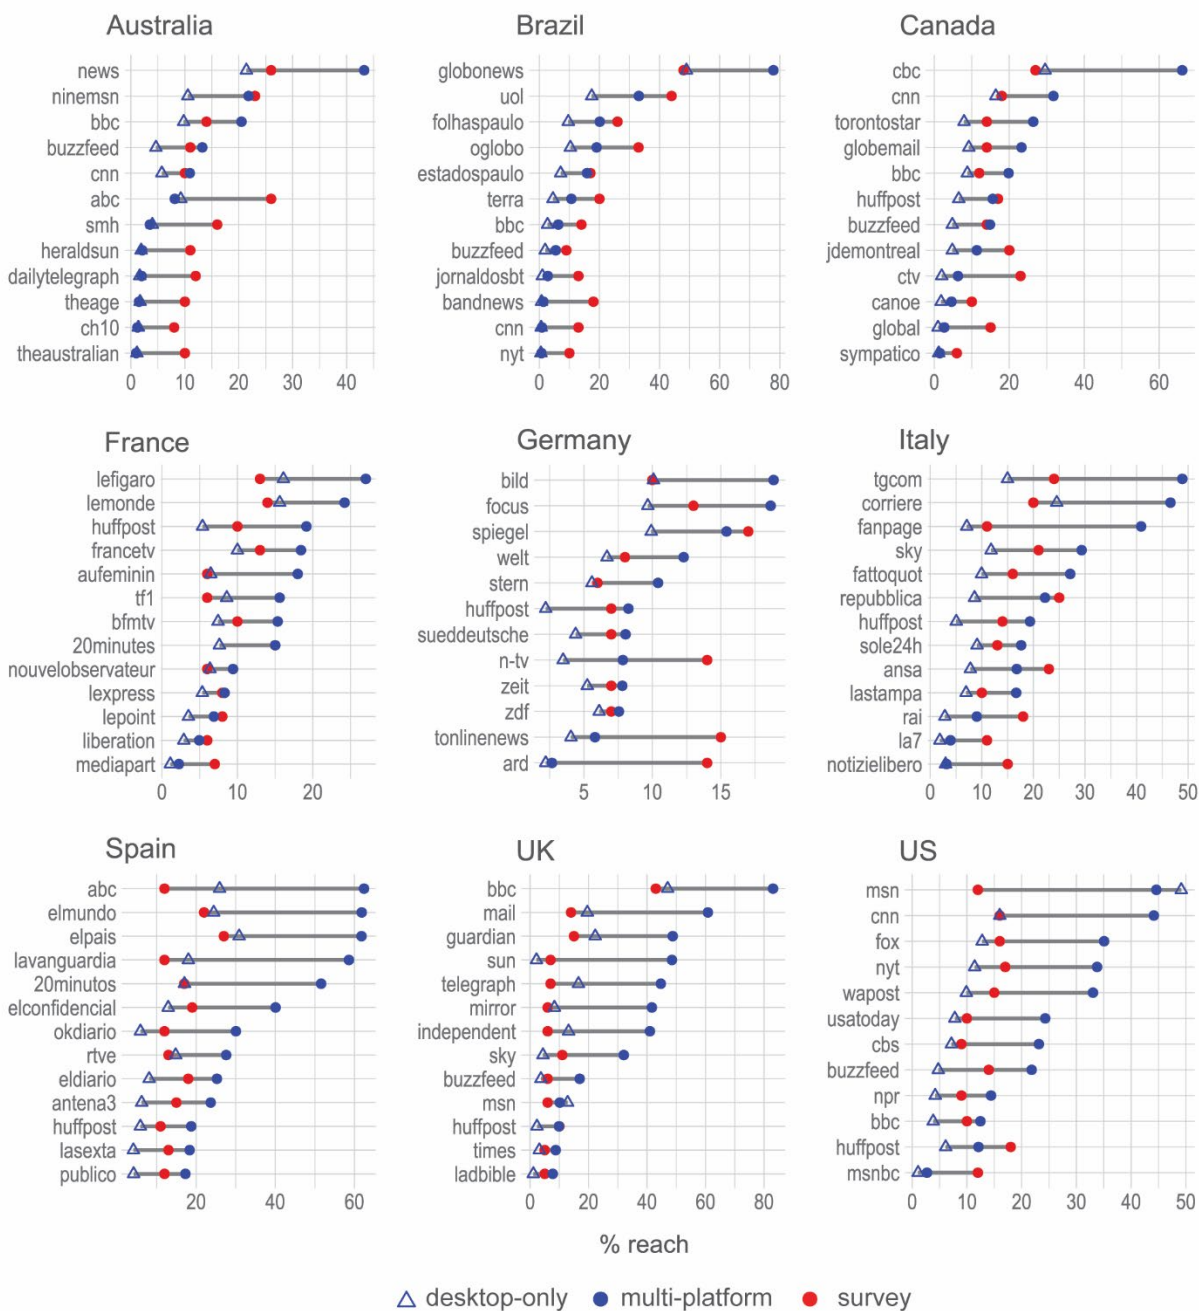 Australia
news
ninemsn
bbc
buzzfeed
cnn
abc
smh
heraldsun
dailytelegraph
theage
ch10
theaustralian
0 10 20 30 40
Brazil
globonews
uol
folhaspaulo
oglobo
estadospaulo
terra
bbc
buzzfeed
jornaldosbt
bandnews
cnn
nyt
0 20 40 60 80
Canada
cbc
cnn
torontostar
globemail
bbc
huffpost
buzzfeed
jdemontreal
ctv
canoe
global
sympatico
0 20 40 60
France
lefigaro
lemonde
huffpost
francetv
aufeminin
tf1
bfmtv
20minutes
nouvelobservateur
lexpress
lepoint
liberation
mediapart
0 10 20
Germany
bild
focus
spiegel
welt
stern
huffpost
sueddeutsche
n-tv
zeit
zdf
tonlinenews
ard
5 10 15
Italy
tgcom
corriere
fanpage
sky
fattoquot
repubblica
huffpost
sole24h
ansa
lastampa
rai
la7
notizielibero
0 10 20 30 40 50
Spain
abc
elmundo
elpais
lavanguardia
20minutos
elconfidencial
okdiario
rtve
eldiario
antena3
huffpost
lasexta
publico
20 40 60
UK
bbc
mail
guardian
sun
telegraph
mirror
independent
sky
buzzfeed
msn
huffpost
times
ladbible
0 20 40 60 80
US
msn
cnn
fox
nyt
wapost
usatoday
cbs
buzzfeed
npr
bbc
huffpost
msnbc
0 10 20 30 40 50
% reach
desktop-only multi-platform survey